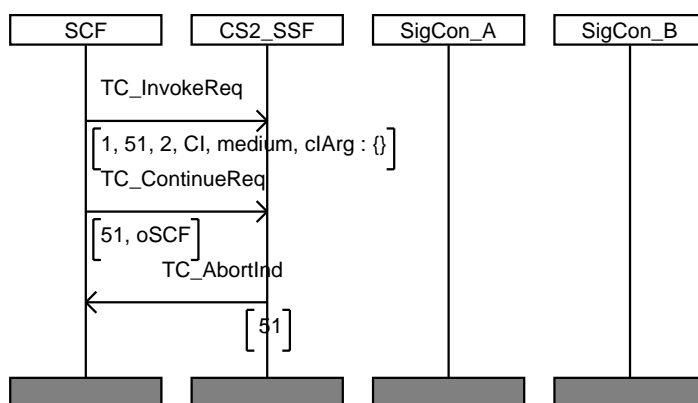 SCF
CS2_SSF
SigCon_A
SigCon_B
TC_InvokeReq
1, 51, 2, CI, medium, cIArg : {}
TC_ContinueReq
51, oSCF
TC_AbortInd
51